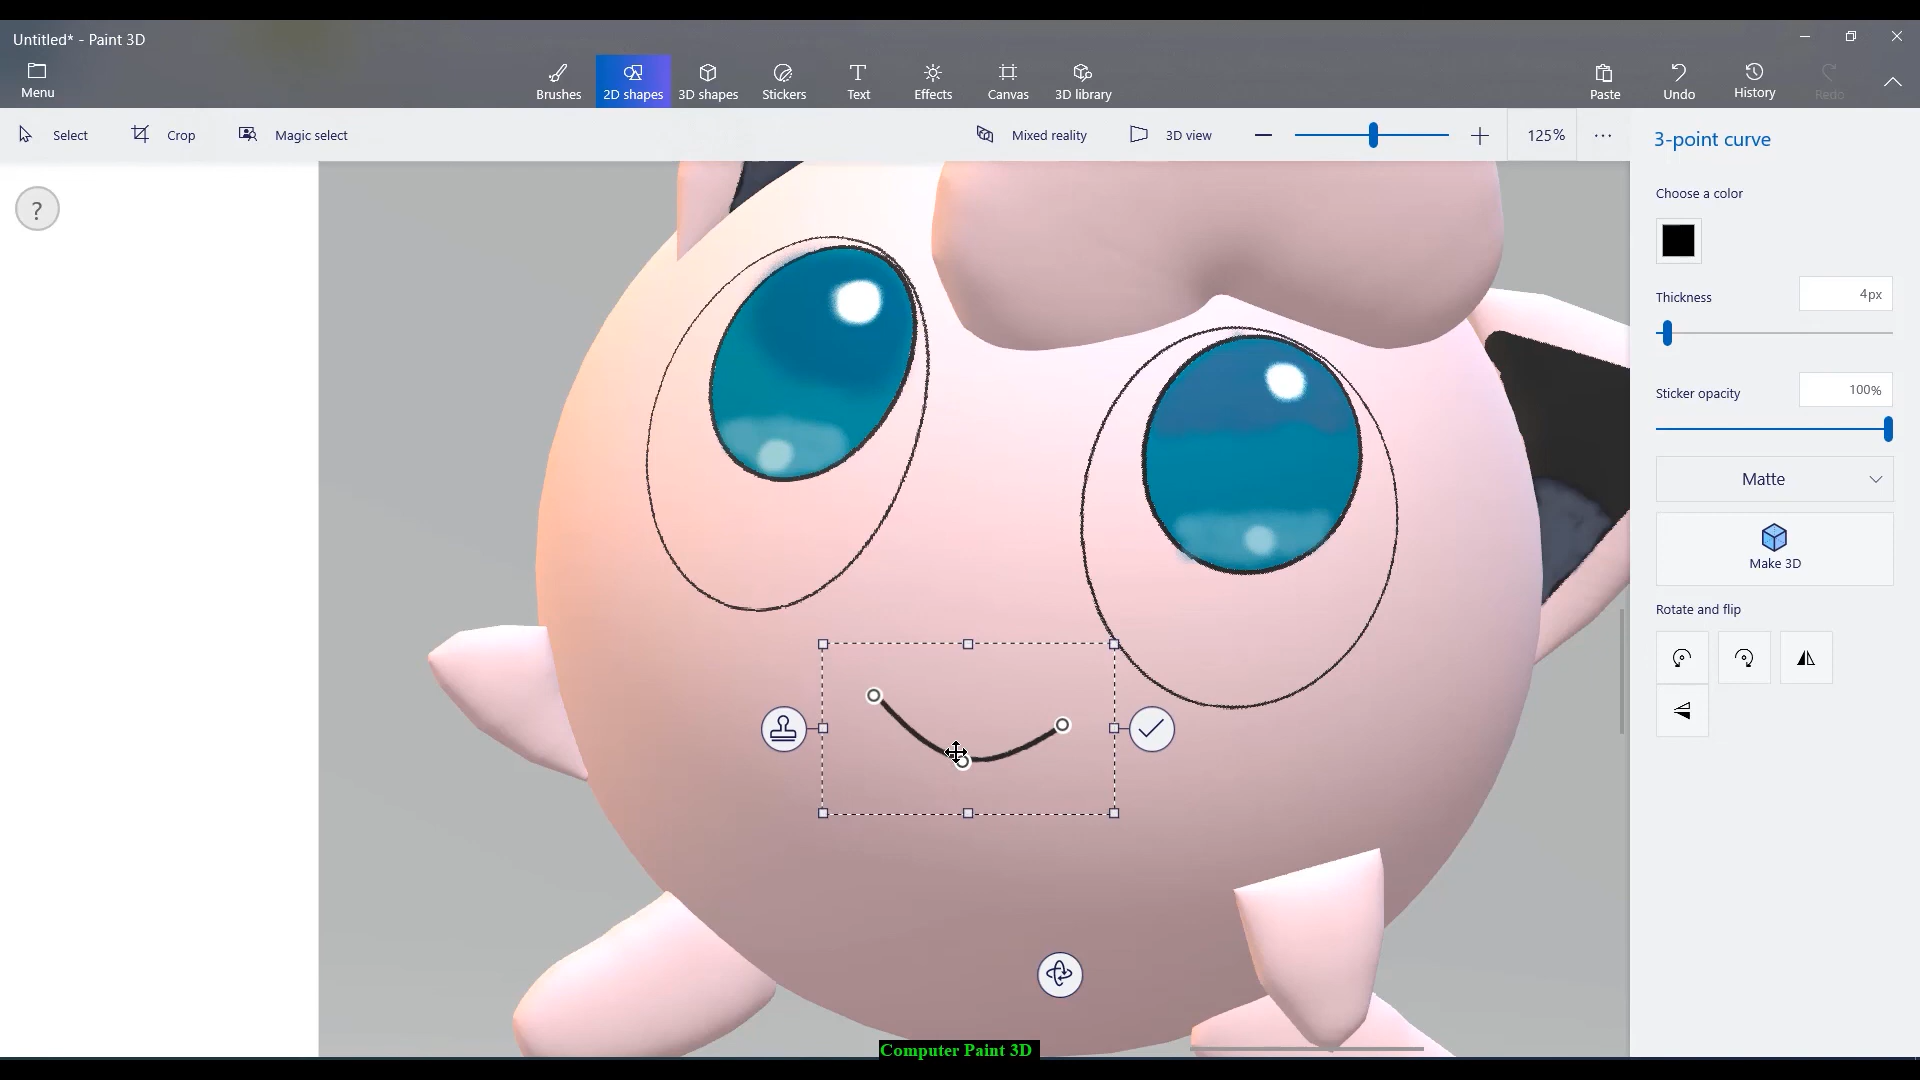 Untitled* - Paint 3D
Menu
Brushes
2D shapes
3D shapes
Stickers
Text
Effects
Canvas
3D library
Paste
Undo
History
Redo
Select
Crop
Magic select
Mixed reality
3D view
125%
?
3-point curve
Choose a color
Thickness
4px
Sticker opacity
100%
Matte
Make 3D
Rotate and flip
Computer Paint 3D